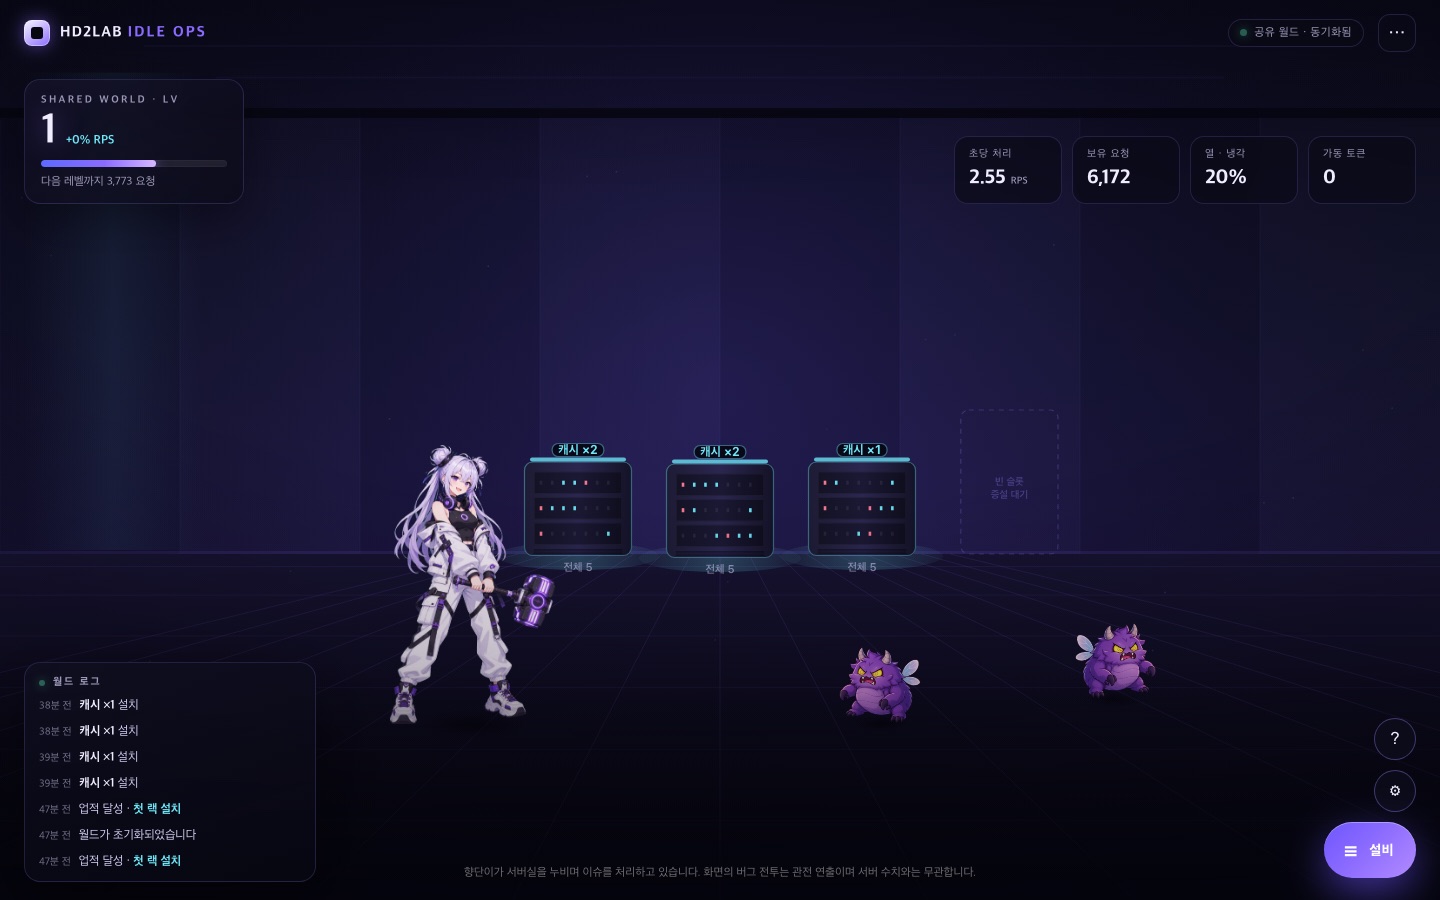 HD2LAB IDLE OPS
공유 월드 · 동기화됨
SHARED WORLD · LV
1 +0% RPS
다음 레벨까지 3,773 요청
초당 처리
2.55 RPS
보유 요청
6,172
열 · 냉각
20%
가동 토큰
0
캐시 ×2
캐시 ×2
캐시 ×1
빈 슬롯
증설 대기
전체 5
전체 5
전체 5
월드 로그
38분 전 캐시 ×1 설치
38분 전 캐시 ×1 설치
39분 전 캐시 ×1 설치
39분 전 캐시 ×1 설치
47분 전 업적 달성 · 첫 랙 설치
47분 전 월드가 초기화되었습니다
47분 전 업적 달성 · 첫 랙 설치
?
설비
향단이가 서버실을 누비며 이슈를 처리하고 있습니다. 화면의 버그 전투는 관전 연출이며 서버 수치와는 무관합니다.